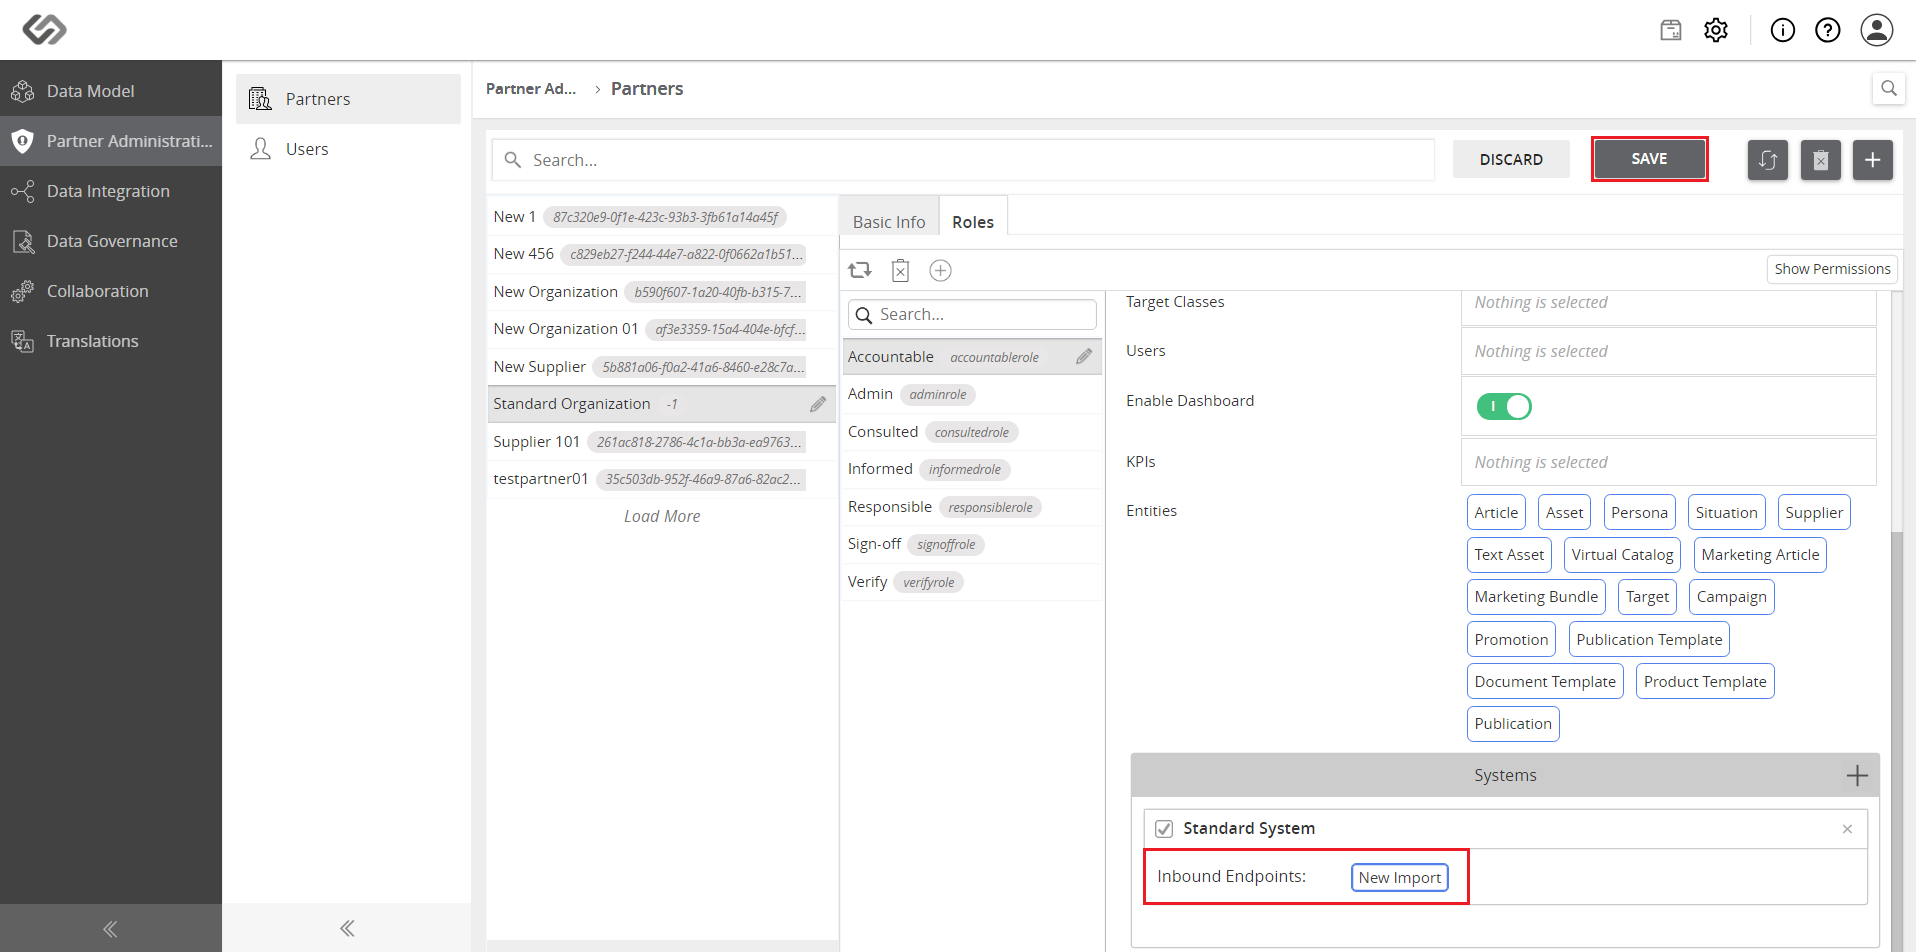 Data Model
Partner Administrati...
Data Integration
Data Governance
Collaboration
Translations
Partners
Users
Partner Ad... > Partners
Search...
DISCARD
SAVE
New 1 87c320e9-0f1e-423c-93b3-3fb61a14a45f
New 456 c829eb27-f244-44e7-a822-0f0662a1b51...
New Organization b590f607-1a20-40fb-b315-7...
New Organization 01 af3e3359-15a4-404e-bfcf...
New Supplier 5b881a06-f0a2-41a6-8460-e28c7a...
Standard Organization -1
Supplier 101 261ac818-2786-4c1a-bb3a-ea9763...
testpartner01 35c503db-952f-46a9-87a6-82ac2...
Load More
Basic Info Roles
Show Permissions
Search...
Accountable accountablerole
Admin adminrole
Consulted consultedrole
Informed informedrole
Responsible responsiblerole
Sign-off signoffrole
Verify verifyrole
Target Classes Nothing is selected
Users Nothing is selected
Enable Dashboard
KPIs Nothing is selected
Entities Article Asset Persona Situation Supplier
Text Asset Virtual Catalog Marketing Article
Marketing Bundle Target Campaign
Promotion Publication Template
Document Template Product Template
Publication
Systems
Standard System
Inbound Endpoints: New Import